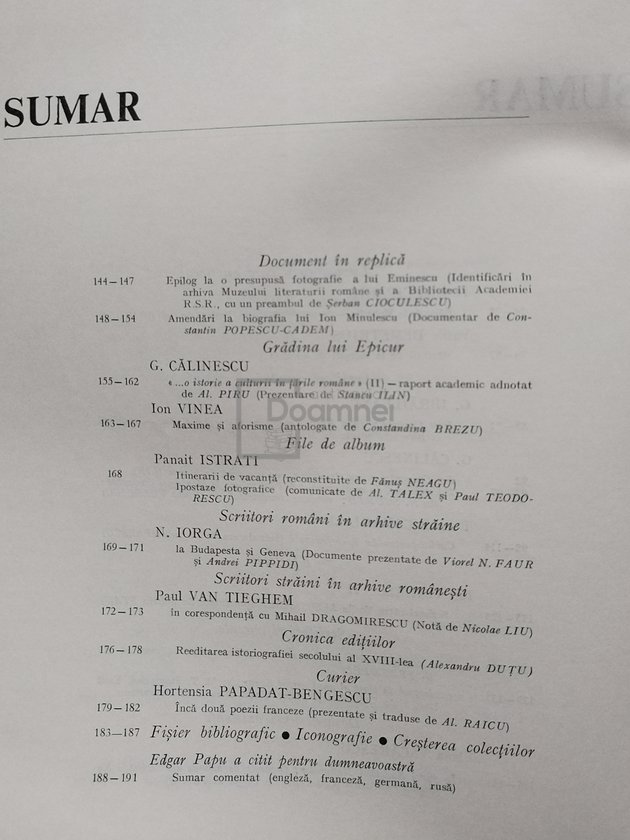 SUMAR
Document în replică
144—147 Epilog la o presupusă fotografie a lui Eminescu (Identificări în
arhiva Muzeului literaturii române și a Bibliotecii Academiei
R.S.R., cu un preambul de Șerban CIOCULESCU)
148—154 Amendări la biografia lui Ion Minulescu (Documentar de Con-
stantin POPESCU-CADEM)
Grădina lui Epicur
G. CĂLINESCU
155—162 « ...o istorie a culturii în țările române » (II) — raport academic adnotat
de Al. PIRU (Prezentare de Stancu ILIN)
Ion VINEA
163—167 Maxime și aforisme (antologate de Constandina BREZU)
File de album
Panait ISTRATI
168 Itinerarii de vacanță (reconstituite de Fănuș NEAGU)
Ipostaze fotografice (comunicate de Al. TALEX și Paul TEODO-
RESCU)
Scriitori români în arhive străine
N. IORGA
169—171 la Budapesta și Geneva (Documente prezentate de Viorel N. FAUR
și Andrei PIPPIDI)
Scriitori străini în arhive românești
Paul VAN TIEGHEM
172—173 în corespondență cu Mihail DRAGOMIRESCU (Notă de Nicolae LIU)
Cronica edițiilor
176—178 Reeditarea istoriografiei secolului al XVIII-lea (Alexandru DUȚU)
Curier
Hortensia PAPADAT-BENGESCU
179—182 Încă două poezii franceze (prezentate și traduse de Al. RAICU)
183—187 Fișier bibliografic ● Iconografie ● Creșterea colecțiilor
Edgar Papu a citit pentru dumneavoastră
188—191 Sumar comentat (engleză, franceză, germană, rusă)